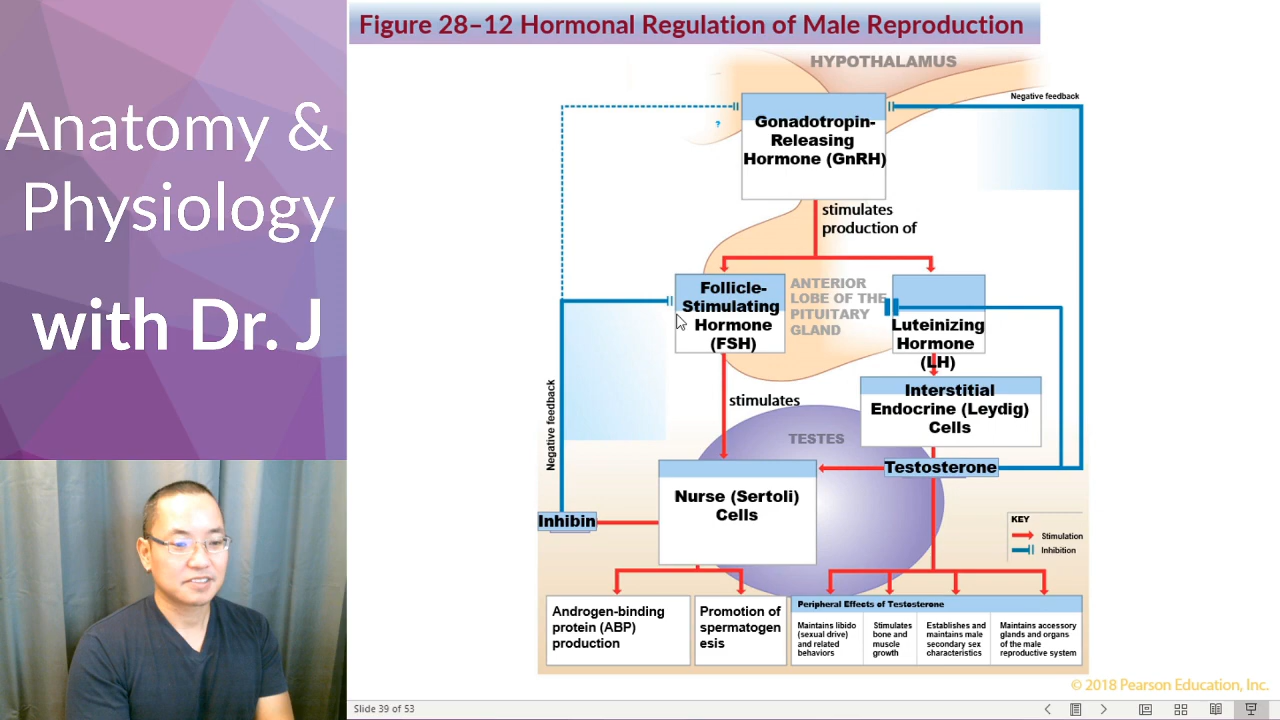 Anatomy &
Physiology
with Dr. J
Figure 28–12 Hormonal Regulation of Male Reproduction
HYPOTHALAMUS
Negative feedback
?
Gonadotropin-
Releasing
Hormone (GnRH)
stimulates
production of
Follicle-
Stimulating
Hormone
(FSH)
ANTERIOR
LOBE OF THE
PITUITARY
GLAND
Luteinizing
Hormone
(LH)
stimulates
Interstitial
Endocrine (Leydig)
Cells
Negative feedback
TESTES
Testosterone
Nurse (Sertoli)
Cells
Inhibin
KEY
Stimulation
Inhibition
Androgen-binding
protein (ABP)
production
Promotion of
spermatogen
esis
Peripheral Effects of Testosterone
Maintains libido
(sexual drive)
and related
behaviors
Stimulates
bone and
muscle
growth
Establishes and
maintains male
secondary sex
characteristics
Maintains accessory
glands and organs
of the male
reproductive system
© 2018 Pearson Education, Inc.
Slide 39 of 53